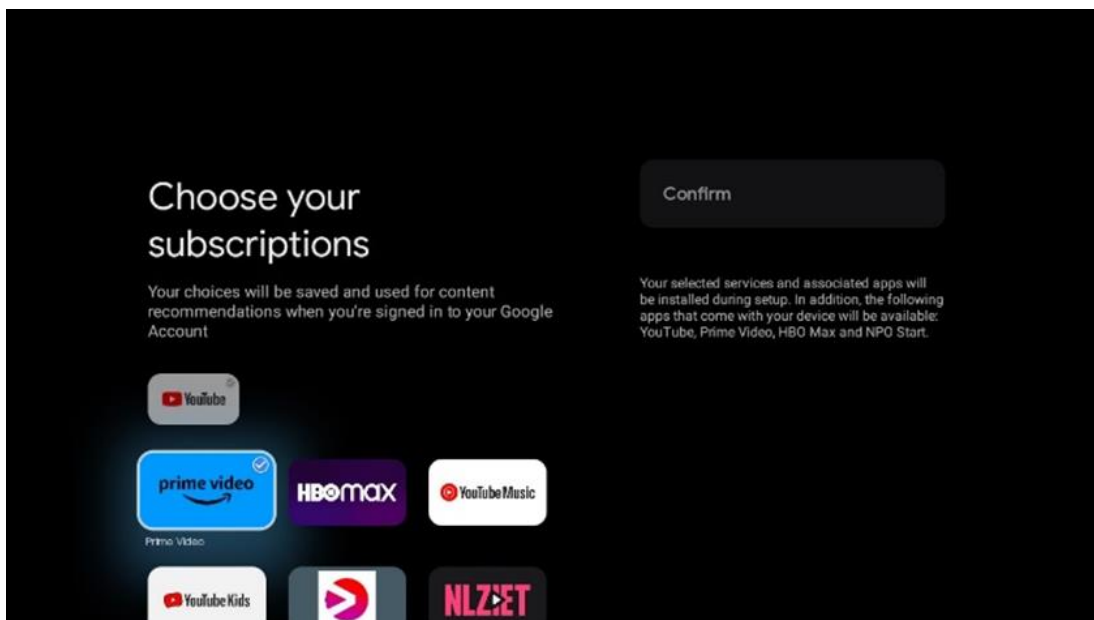 Choose your
subscriptions
Your choices will be saved and used for content
recommendations when you're signed in to your Google
Account
Confirm
Your selected services and associated apps will
be installed during setup. In addition, the following
apps that come with your device will be available:
YouTube, Prime Video, HBO Max and NPO Start.
YouTube
prime video
HBOmax
YouTube Music
Prime Video
YouTube Kids
NLZIET